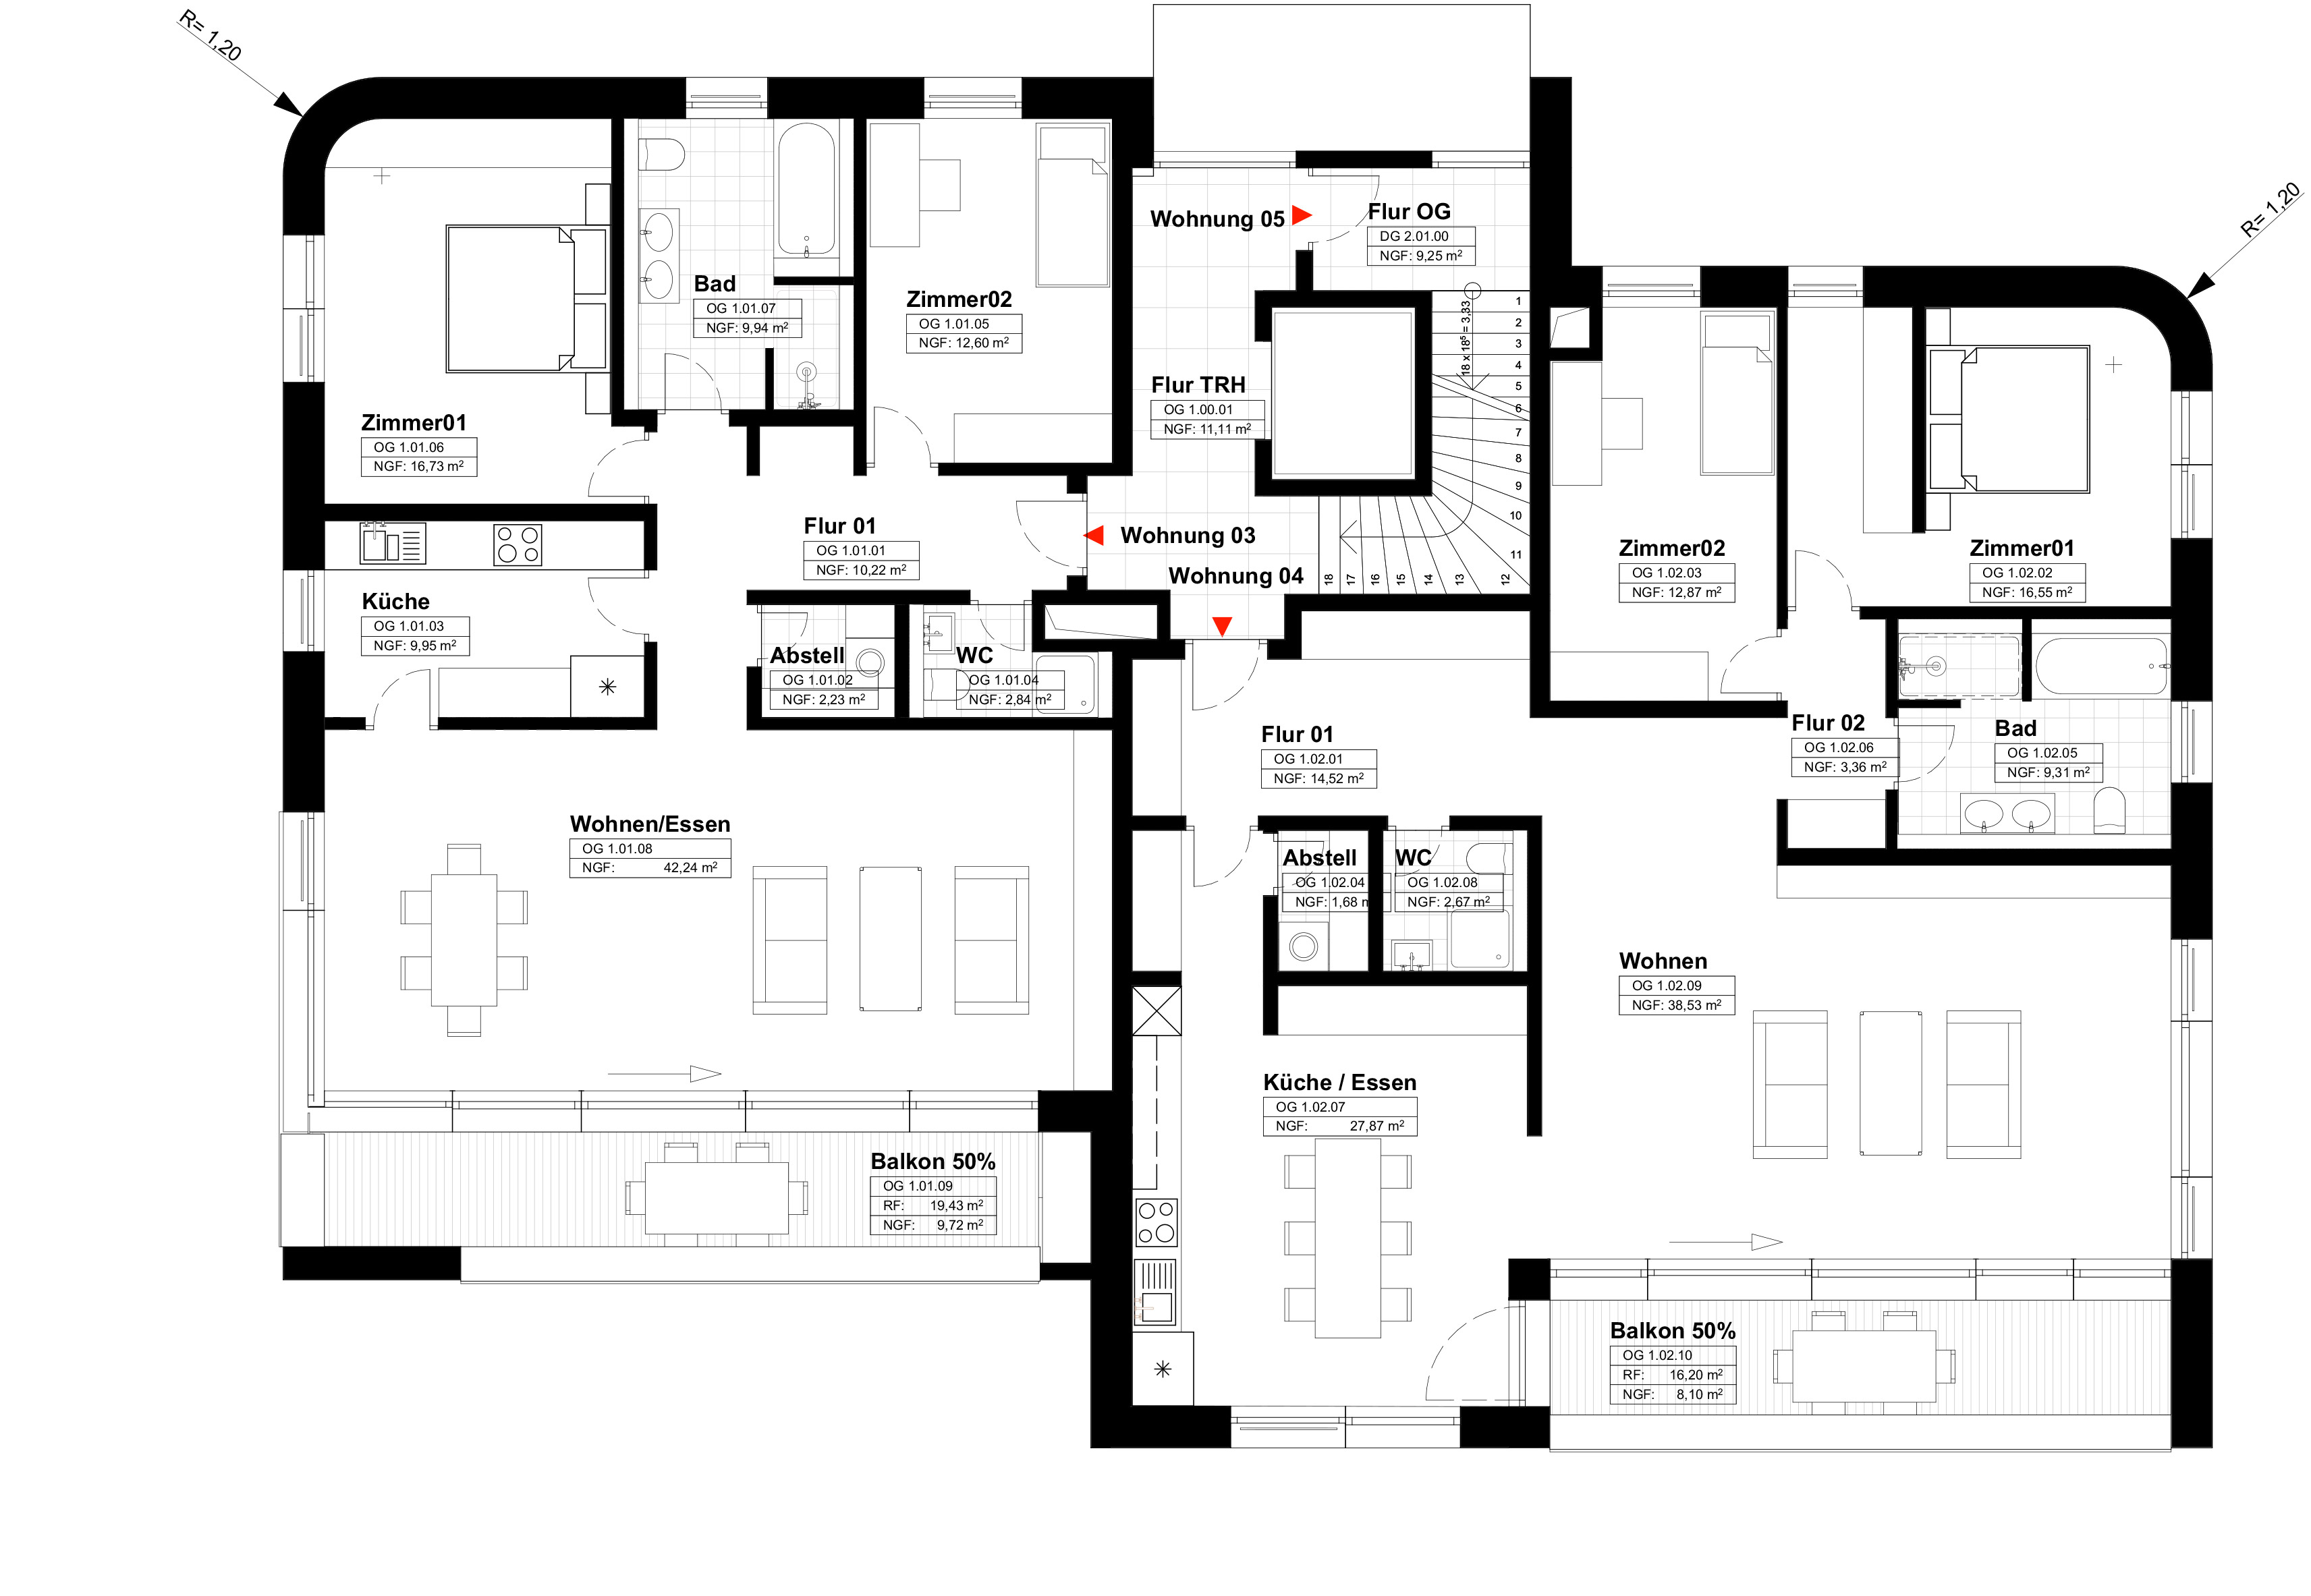 R= 1,20
R= 1,20
Wohnung 05
Flur OG
DG 2.01.00
NGF: 9,25 m²
Bad
OG 1.01.07
NGF: 9,94 m²
Zimmer02
OG 1.01.05
NGF: 12,60 m²
18 x 18⁵ = 3,33
1
2
3
4
5
6
7
8
9
10
11
12
13
14
15
16
17
18
Flur TRH
OG 1.00.01
NGF: 11,11 m²
Zimmer01
OG 1.01.06
NGF: 16,73 m²
Flur 01
OG 1.01.01
NGF: 10,22 m²
Wohnung 03
Wohnung 04
Zimmer02
OG 1.02.03
NGF: 12,87 m²
Zimmer01
OG 1.02.02
NGF: 16,55 m²
Küche
OG 1.01.03
NGF: 9,95 m²
Abstell
OG 1.01.02
NGF: 2,23 m²
WC
OG 1.01.04
NGF: 2,84 m²
Flur 01
OG 1.02.01
NGF: 14,52 m²
Flur 02
OG 1.02.06
NGF: 3,36 m²
Bad
OG 1.02.05
NGF: 9,31 m²
Wohnen/Essen
OG 1.01.08
NGF: 42,24 m²
Abstell
OG 1.02.04
NGF: 1,68 m
WC
OG 1.02.08
NGF: 2,67 m²
Wohnen
OG 1.02.09
NGF: 38,53 m²
Küche / Essen
OG 1.02.07
NGF: 27,87 m²
Balkon 50%
OG 1.01.09
RF: 19,43 m²
NGF: 9,72 m²
Balkon 50%
OG 1.02.10
RF: 16,20 m²
NGF: 8,10 m²